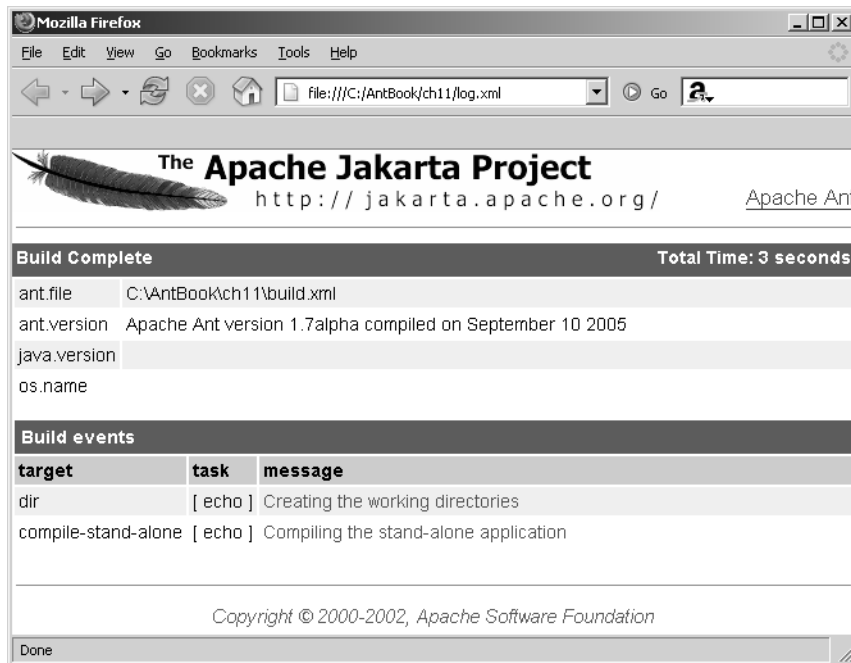 Mozilla Firefox
File Edit View Go Bookmarks Tools Help
file:///C:/AntBook/ch11/log.xml Go a
The Apache Jakarta Project
http://jakarta.apache.org/
Apache Ant
Build Complete Total Time: 3 seconds
ant.file C:\AntBook\ch11\build.xml
ant.version Apache Ant version 1.7alpha compiled on September 10 2005
java.version
os.name
Build events
target task message
dir [ echo ] Creating the working directories
compile-stand-alone [ echo ] Compiling the stand-alone application
Copyright © 2000-2002, Apache Software Foundation
Done